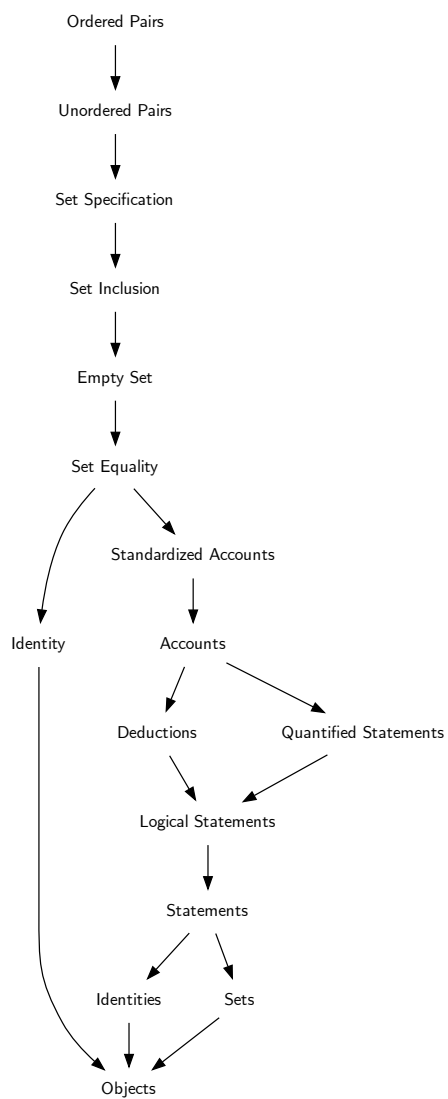 Ordered Pairs
Unordered Pairs
Set Specification
Set Inclusion
Empty Set
Set Equality
Standardized Accounts
Identity
Accounts
Deductions
Quantified Statements
Logical Statements
Statements
Identities
Sets
Objects